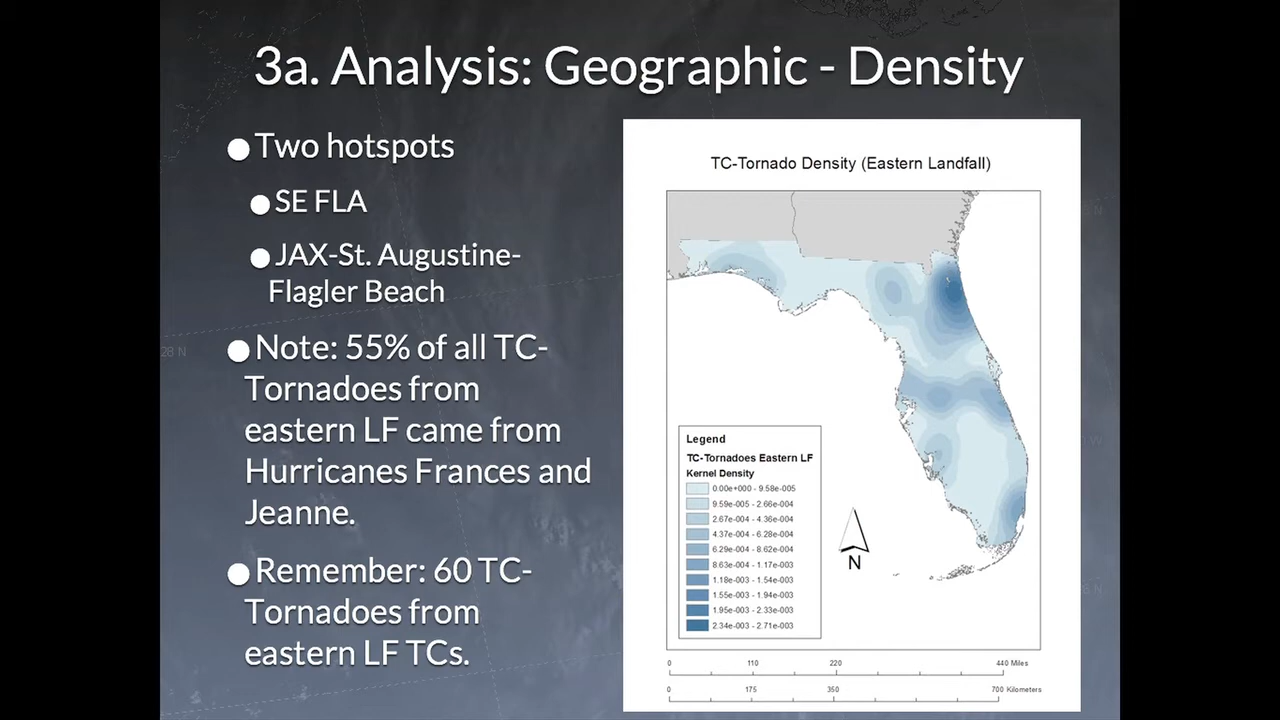 3a. Analysis: Geographic - Density
Two hotspots
SE FLA
JAX-St. Augustine-
Flagler Beach
Note: 55% of all TC-
Tornadoes from
eastern LF came from
Hurricanes Frances and
Jeanne.
Remember: 60 TC-
Tornadoes from
eastern LF TCs.
TC-Tornado Density (Eastern Landfall)
Legend
TC-Tornadoes Eastern LF
Kernel Density
0.00e+000 - 9.58e-005
9.59e-005 - 2.66e-004
2.67e-004 - 4.36e-004
4.37e-004 - 6.28e-004
6.29e-004 - 8.62e-004
8.63e-004 - 1.17e-003
1.18e-003 - 1.54e-003
1.55e-003 - 1.94e-003
1.95e-003 - 2.33e-003
2.34e-003 - 2.71e-003
N
0 110 220 440 Miles
0 175 350 700 Kilometers
28 N